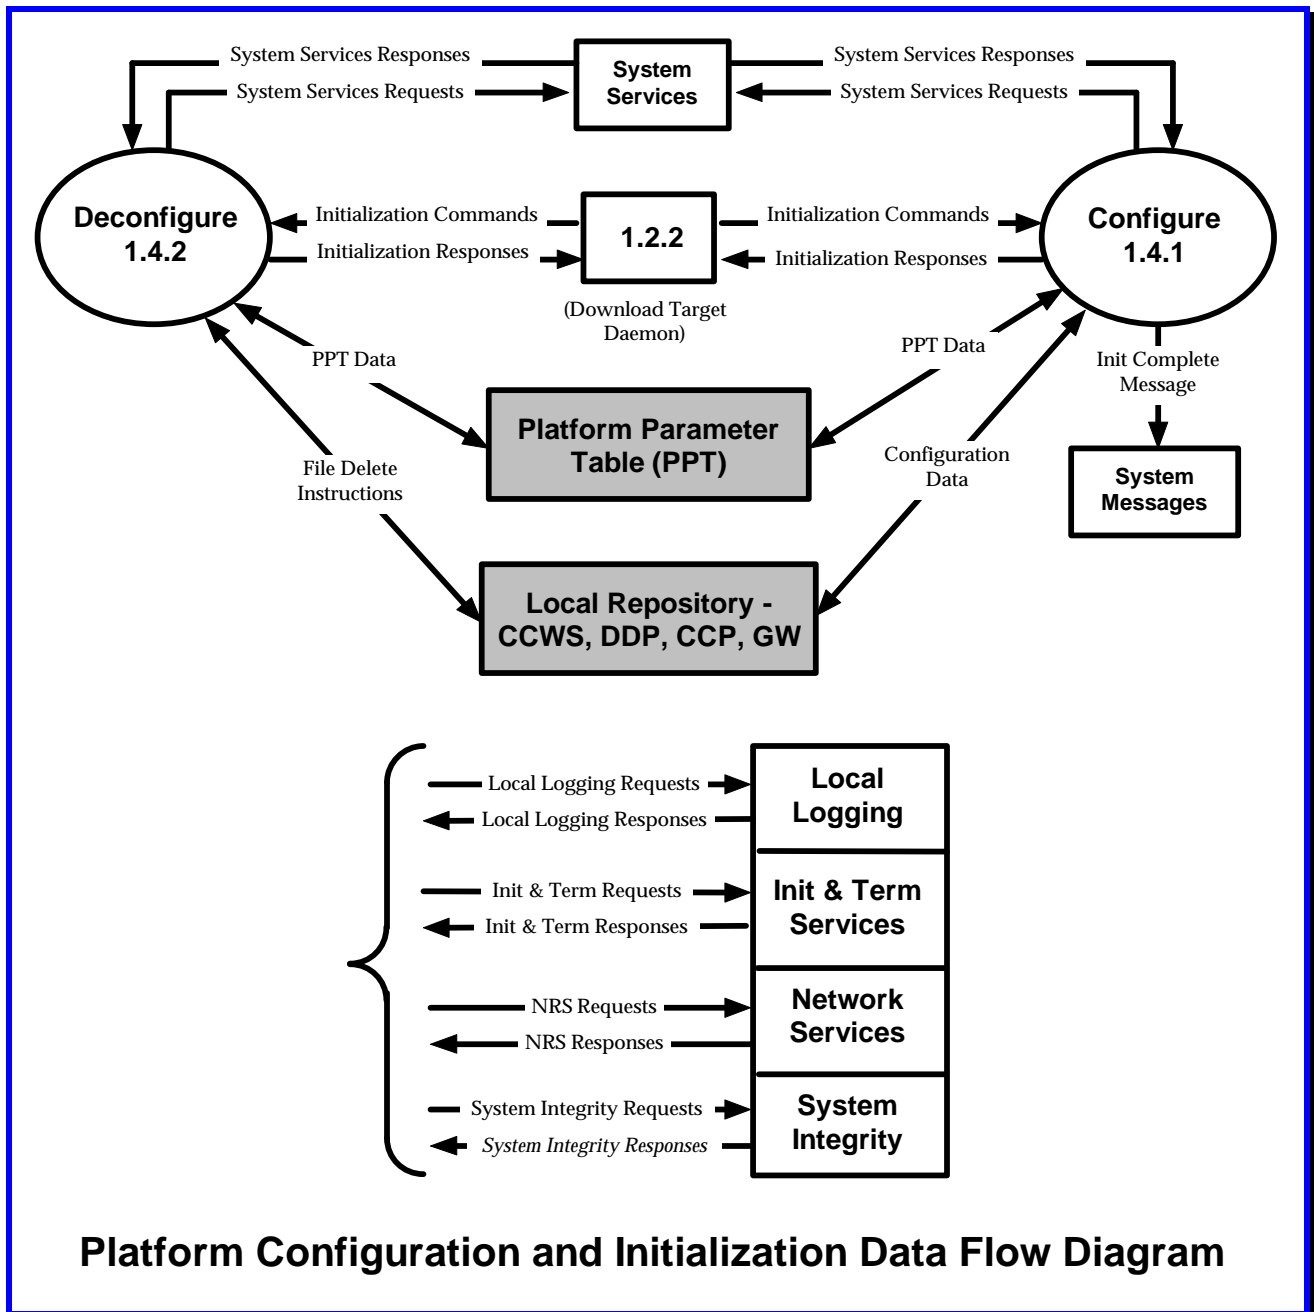 System Services Responses
System Services Requests
System
Services
System Services Responses
System Services Requests
Deconfigure
1.4.2
Initialization Commands
Initialization Responses
1.2.2
(Download Target
Daemon)
Initialization Commands
Initialization Responses
Configure
1.4.1
PPT Data
PPT Data
Init Complete
Message
Platform Parameter
Table (PPT)
File Delete
Instructions
Configuration
Data
System
Messages
Local Repository -
CCWS, DDP, CCP, GW
Local Logging Requests
Local Logging Responses
Local
Logging
Init & Term Requests
Init & Term Responses
Init & Term
Services
NRS Requests
NRS Responses
Network
Services
System Integrity Requests
System Integrity Responses
System
Integrity
Platform Configuration and Initialization Data Flow Diagram